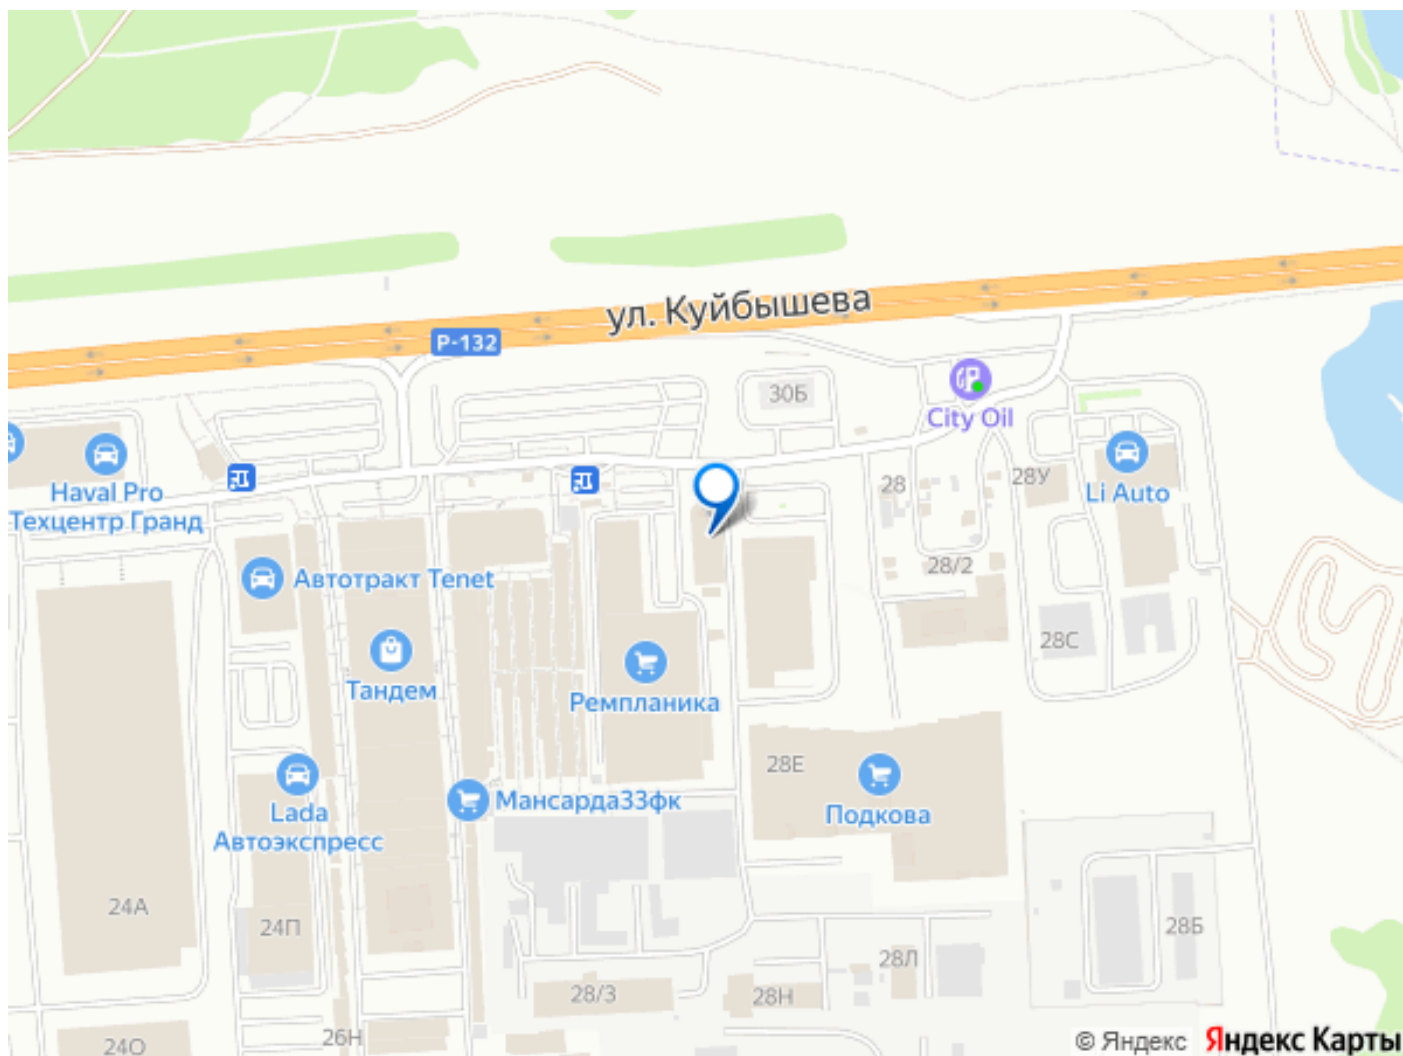 ул. Куйбышева
Р-132
30Б
City Oil
Haval Pro
Техцентр Гранд
28
28У
Li Auto
Автотракт Tenet
28/2
28С
Тандем
Ремпланика
28Е
Подкова
Lada
Автоэкспресс
Мансарда33фк
24А
24П
28Б
28Л
28/3
28Н
26Н
24О
© Яндекс
Яндекс Карты